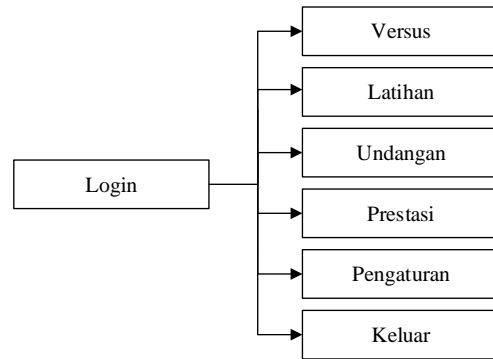 Versus
Latihan
Undangan
Login
Prestasi
Pengaturan
Keluar